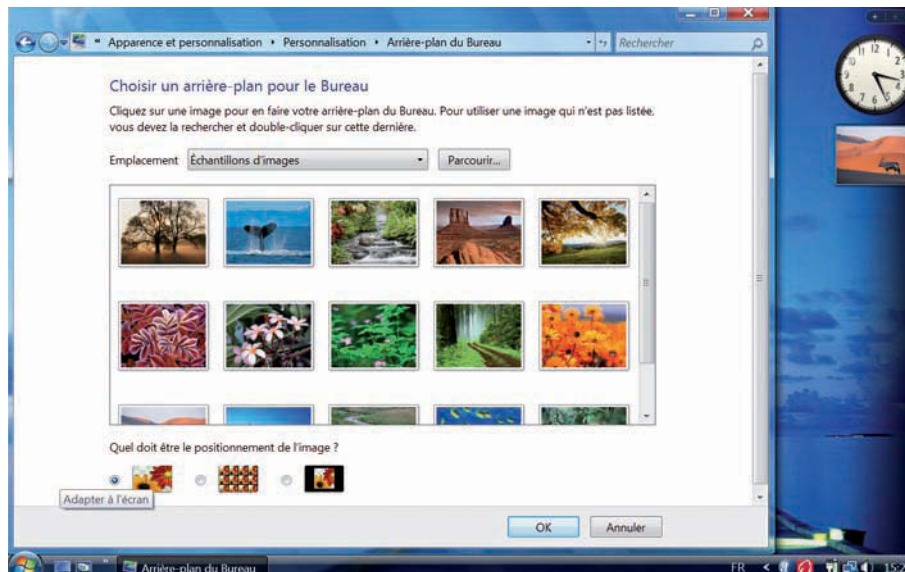 « Apparence et personnalisation ▸ Personnalisation ▸ Arrière-plan du Bureau
Rechercher
Choisir un arrière-plan pour le Bureau
Cliquez sur une image pour en faire votre arrière-plan du Bureau. Pour utiliser une image qui n'est pas listée,
vous devez la rechercher et double-cliquer sur cette dernière.
Emplacement Échantillons d'images Parcourir...
Quel doit être le positionnement de l'image ?
Adapter à l'écran
OK Annuler
Arrière-plan du Bureau
FR